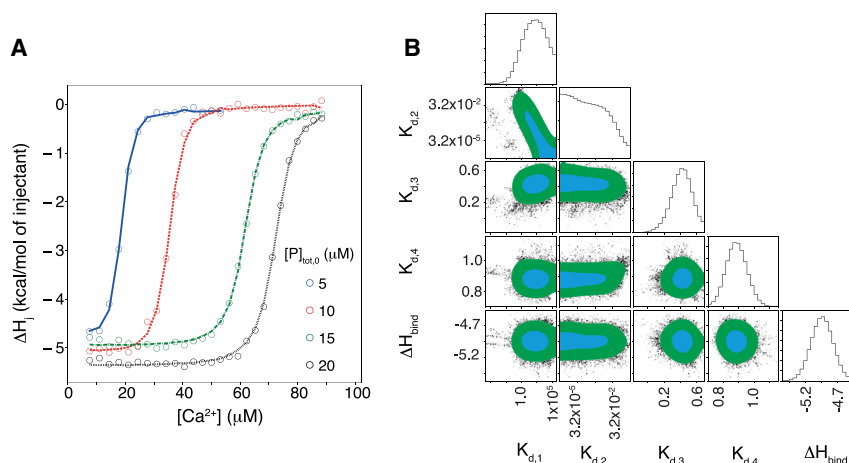 A
ΔH_j (kcal/mol of injectant)
0
− 1
− 2
− 3
− 4
− 5
0
20
40
60
80
100
[Ca²⁺] (µM)
[P]_tot,0 (µM)
5
10
15
20
B
K_d,2
3.2x10⁻²
3.2x10⁻⁵
K_d,3
0.6
0.2
K_d,4
1.0
0.8
ΔH_bind
-4.7
-5.2
1.0
1x10⁵
3.2x10⁻⁵
3.2x10⁻²
0.2
0.6
0.8
1.0
-5.2
-4.7
K_d,1
K_d,2
K_d,3
K_d,4
ΔH_bind